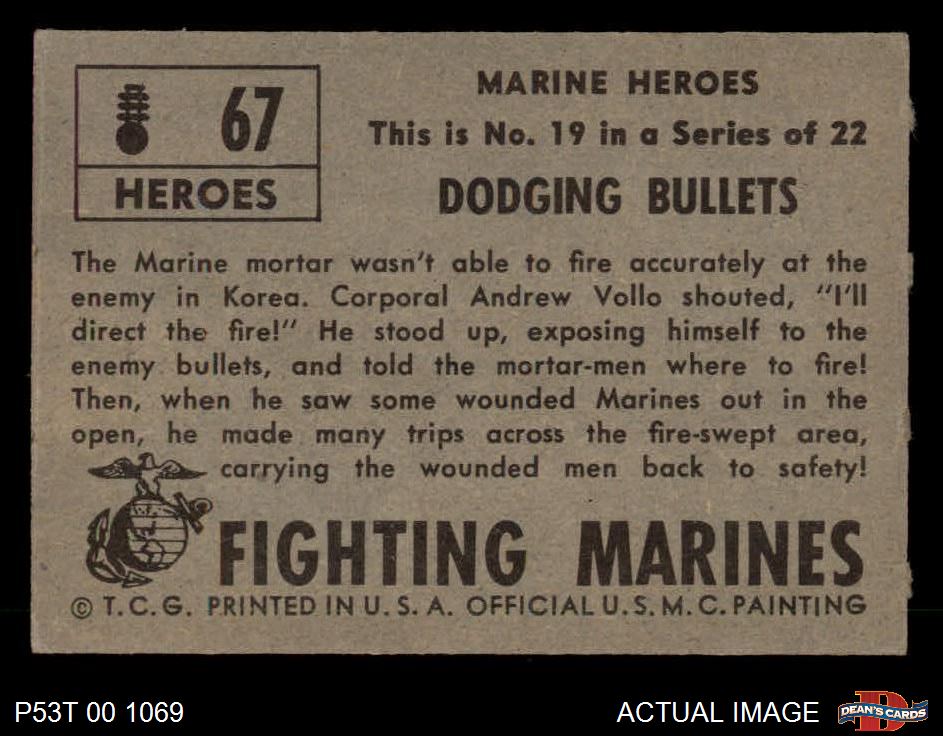 67
HEROES
MARINE HEROES
This is No. 19 in a Series of 22
DODGING BULLETS
The Marine mortar wasn't able to fire accurately at the
enemy in Korea. Corporal Andrew Vollo shouted, "I'll
direct the fire!" He stood up, exposing himself to the
enemy bullets, and told the mortar-men where to fire!
Then, when he saw some wounded Marines out in the
open, he made many trips across the fire-swept area,
carrying the wounded men back to safety!
FIGHTING MARINES
© T.C.G. PRINTED IN U.S.A. OFFICIAL U.S.M.C. PAINTING
P53T 00 1069
ACTUAL IMAGE
D
DEAN'S CARDS